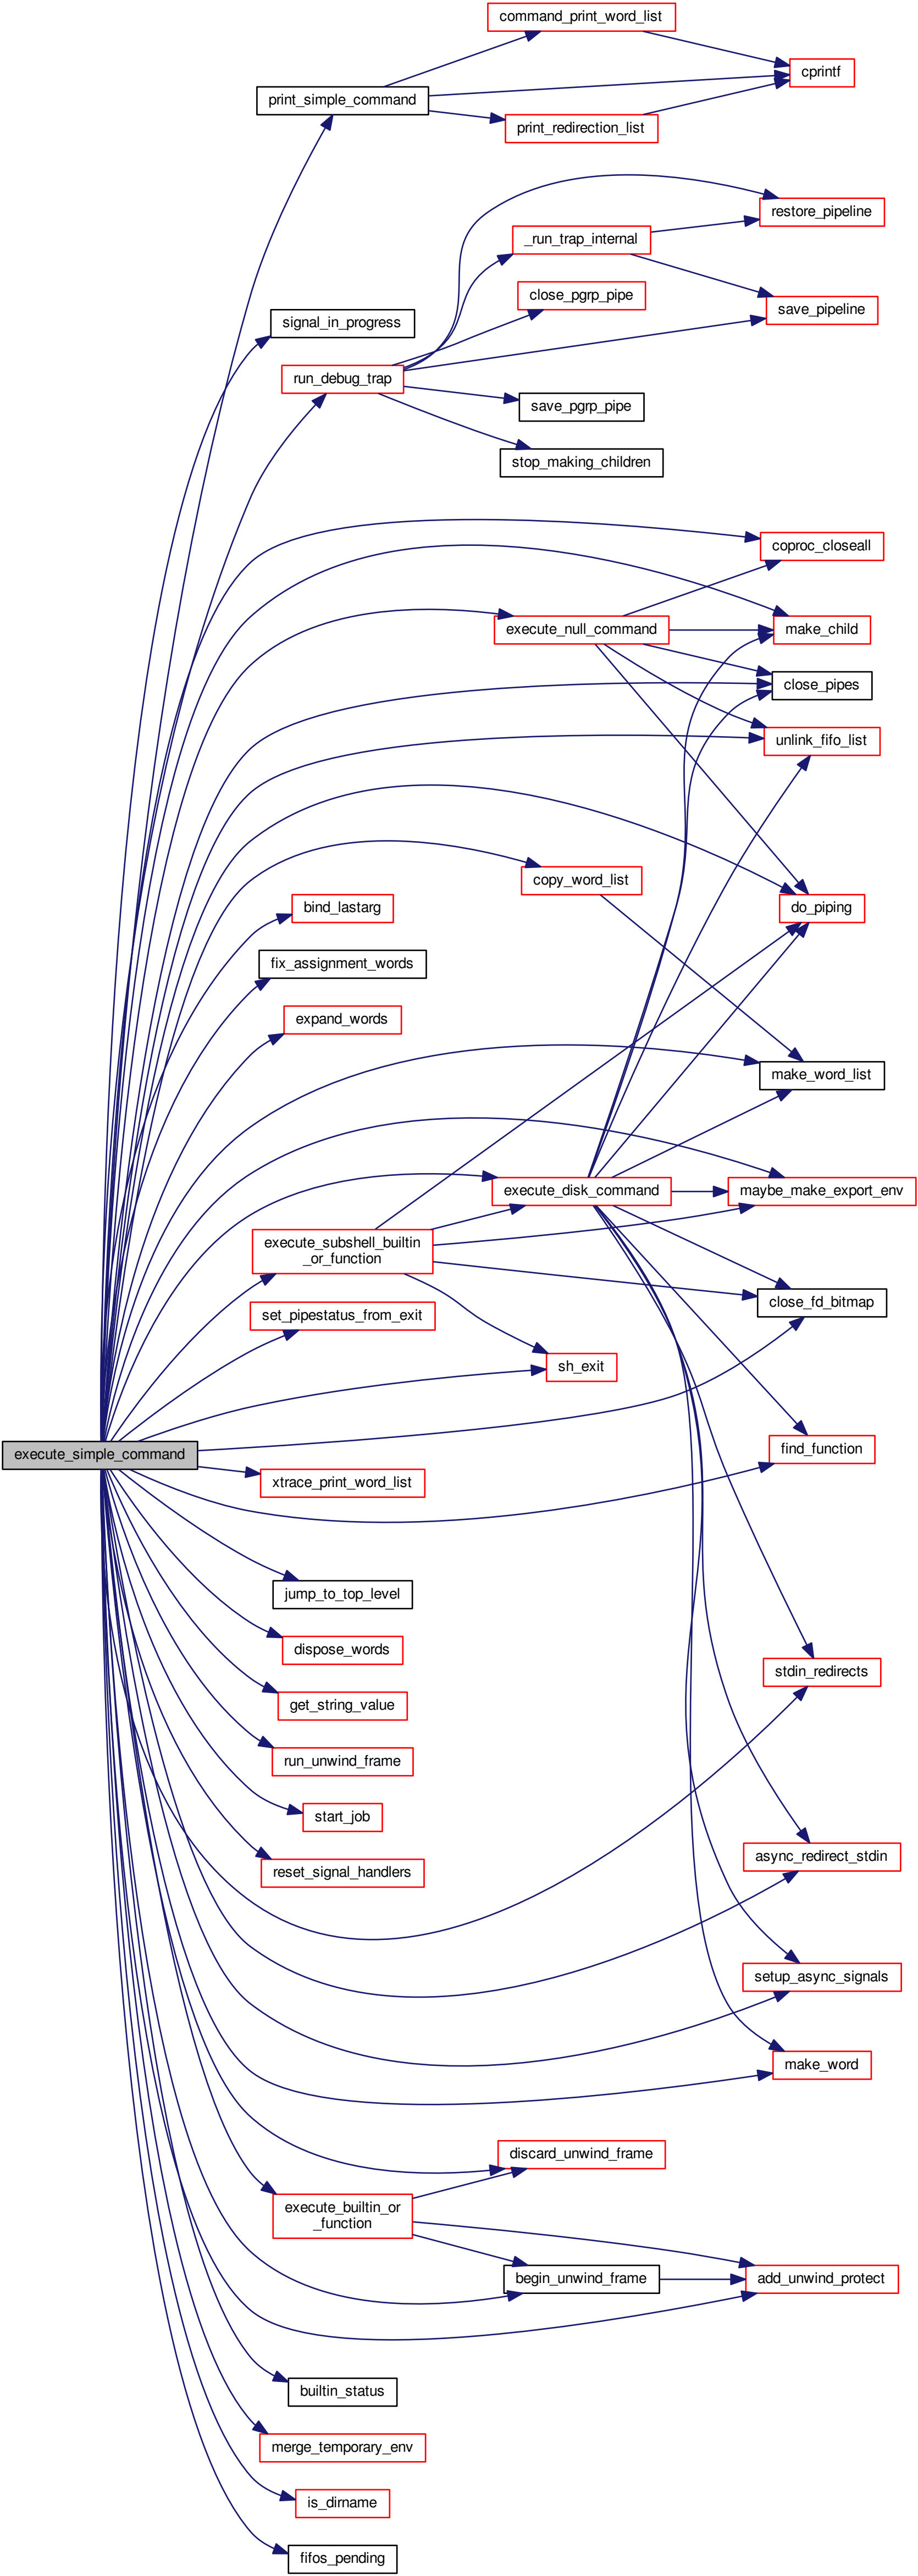 command_print_word_list
cprintf
print_simple_command
print_redirection_list
restore_pipeline
_run_trap_internal
close_pgrp_pipe
save_pipeline
signal_in_progress
run_debug_trap
save_pgrp_pipe
stop_making_children
coproc_closeall
execute_null_command
make_child
close_pipes
unlink_fifo_list
copy_word_list
bind_lastarg
do_piping
fix_assignment_words
expand_words
make_word_list
execute_disk_command
maybe_make_export_env
execute_subshell_builtin
_or_function
close_fd_bitmap
set_pipestatus_from_exit
sh_exit
execute_simple_command
find_function
xtrace_print_word_list
jump_to_top_level
dispose_words
stdin_redirects
get_string_value
run_unwind_frame
start_job
async_redirect_stdin
reset_signal_handlers
setup_async_signals
make_word
discard_unwind_frame
execute_builtin_or
_function
begin_unwind_frame
add_unwind_protect
builtin_status
merge_temporary_env
is_dirname
fifos_pending